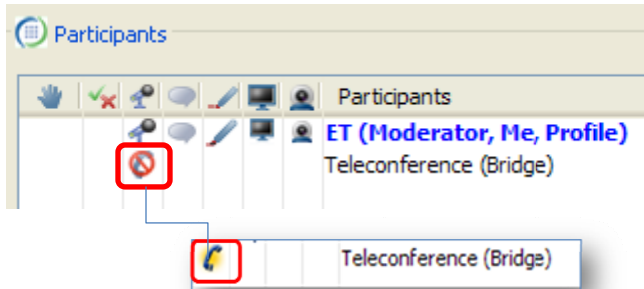 Participants
Participants
ET (Moderator, Me, Profile)
Teleconference (Bridge)
Teleconference (Bridge)